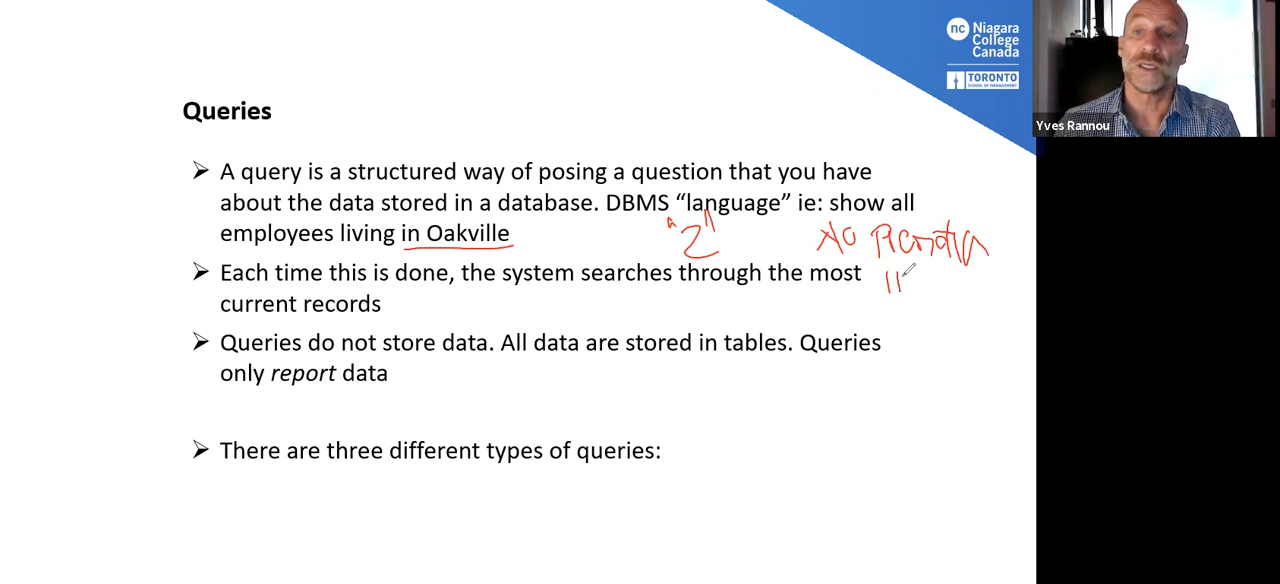 nc Niagara
College
Canada
TORONTO
SCHOOL OF MANAGEMENT
Yves Rannou
Queries
➢ A query is a structured way of posing a question that you have
about the data stored in a database. DBMS “language” ie: show all
employees living in Oakville
"2"
No
➢ Each time this is done, the system searches through the most
current records
➢ Queries do not store data. All data are stored in tables. Queries
only report data
➢ There are three different types of queries: